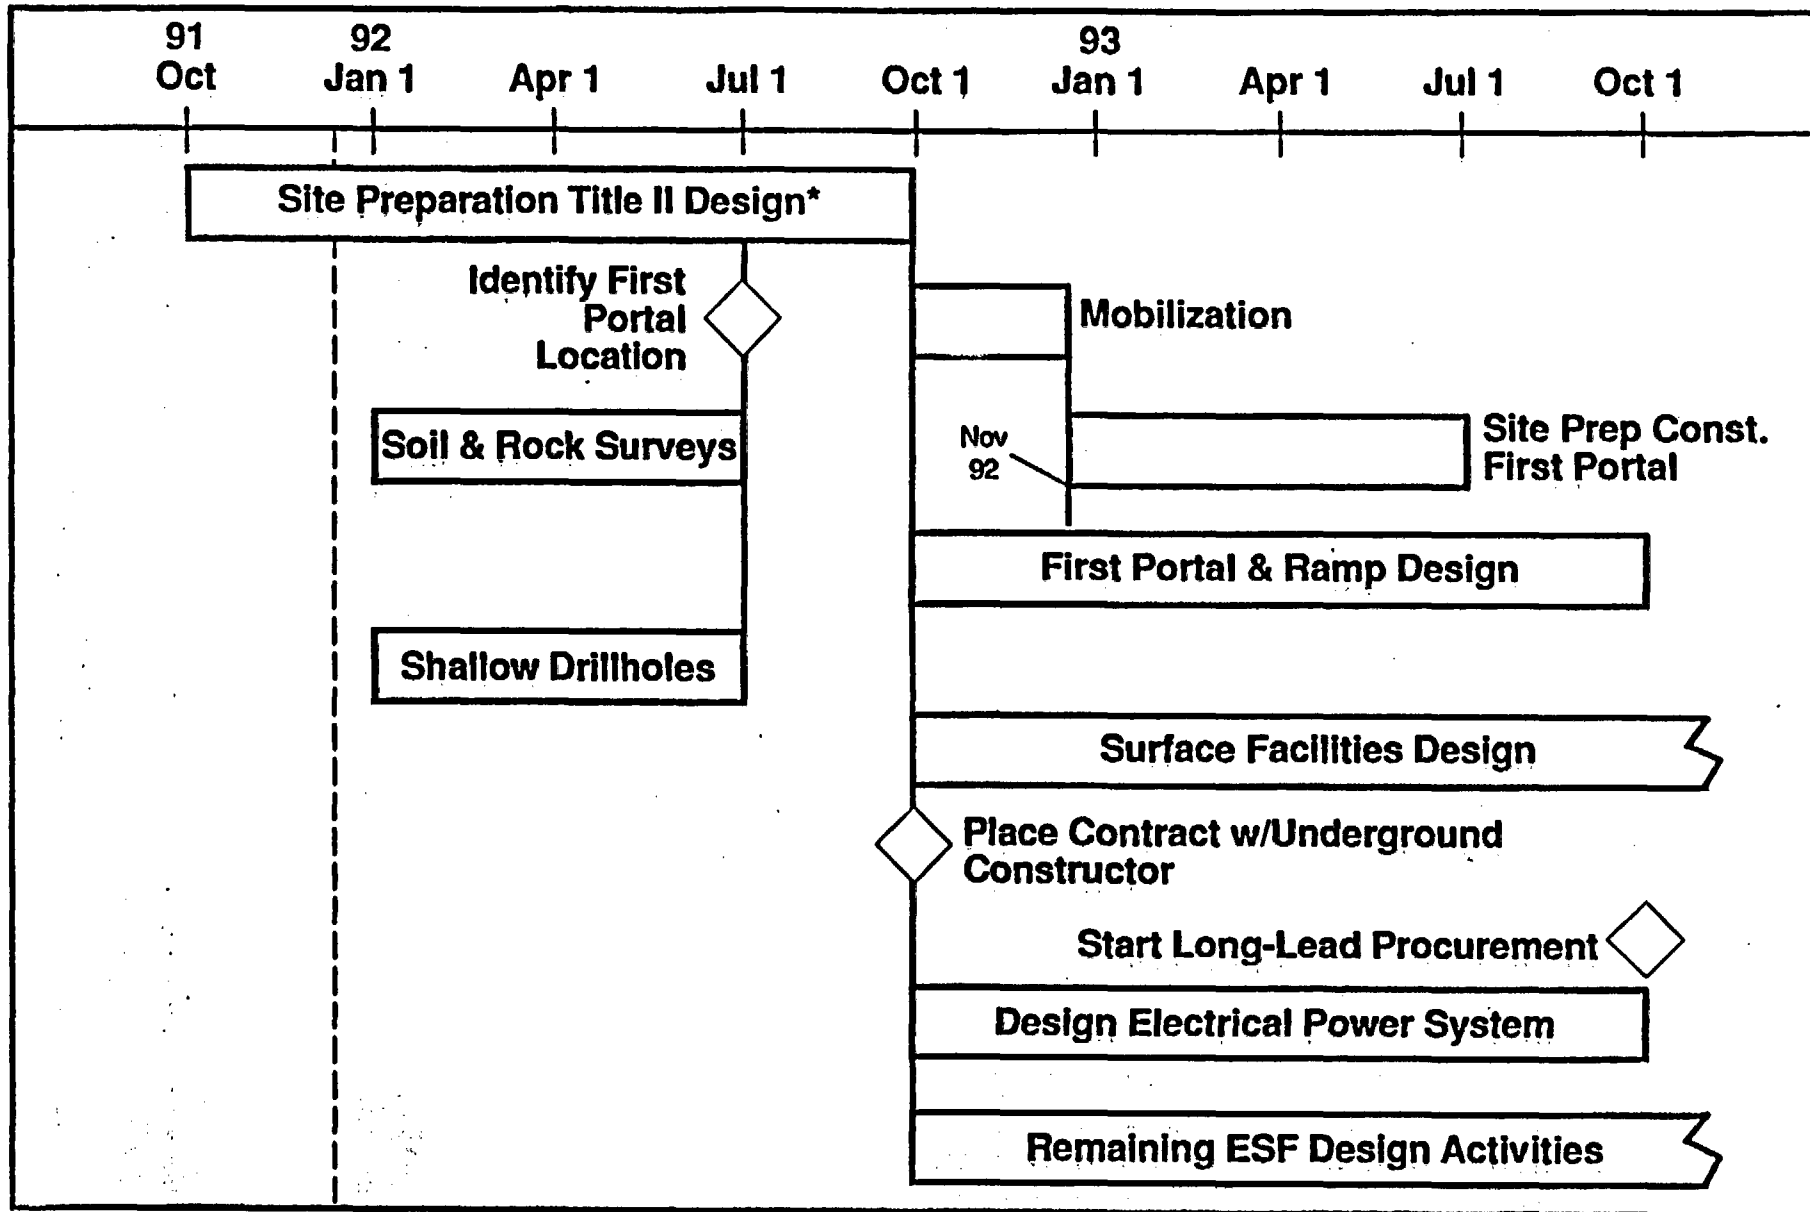 91
92
93
Oct
Jan 1
Apr 1
Jul 1
Oct 1
Jan 1
Apr 1
Jul 1
Oct 1
Site Preparation Title II Design*
Identify First
Portal
Location
Mobilization
Soil & Rock Surveys
Nov
92
Site Prep Const.
First Portal
First Portal & Ramp Design
Shallow Drillholes
Surface Facilities Design
Place Contract w/Underground
Constructor
Start Long-Lead Procurement
Design Electrical Power System
Remaining ESF Design Activities